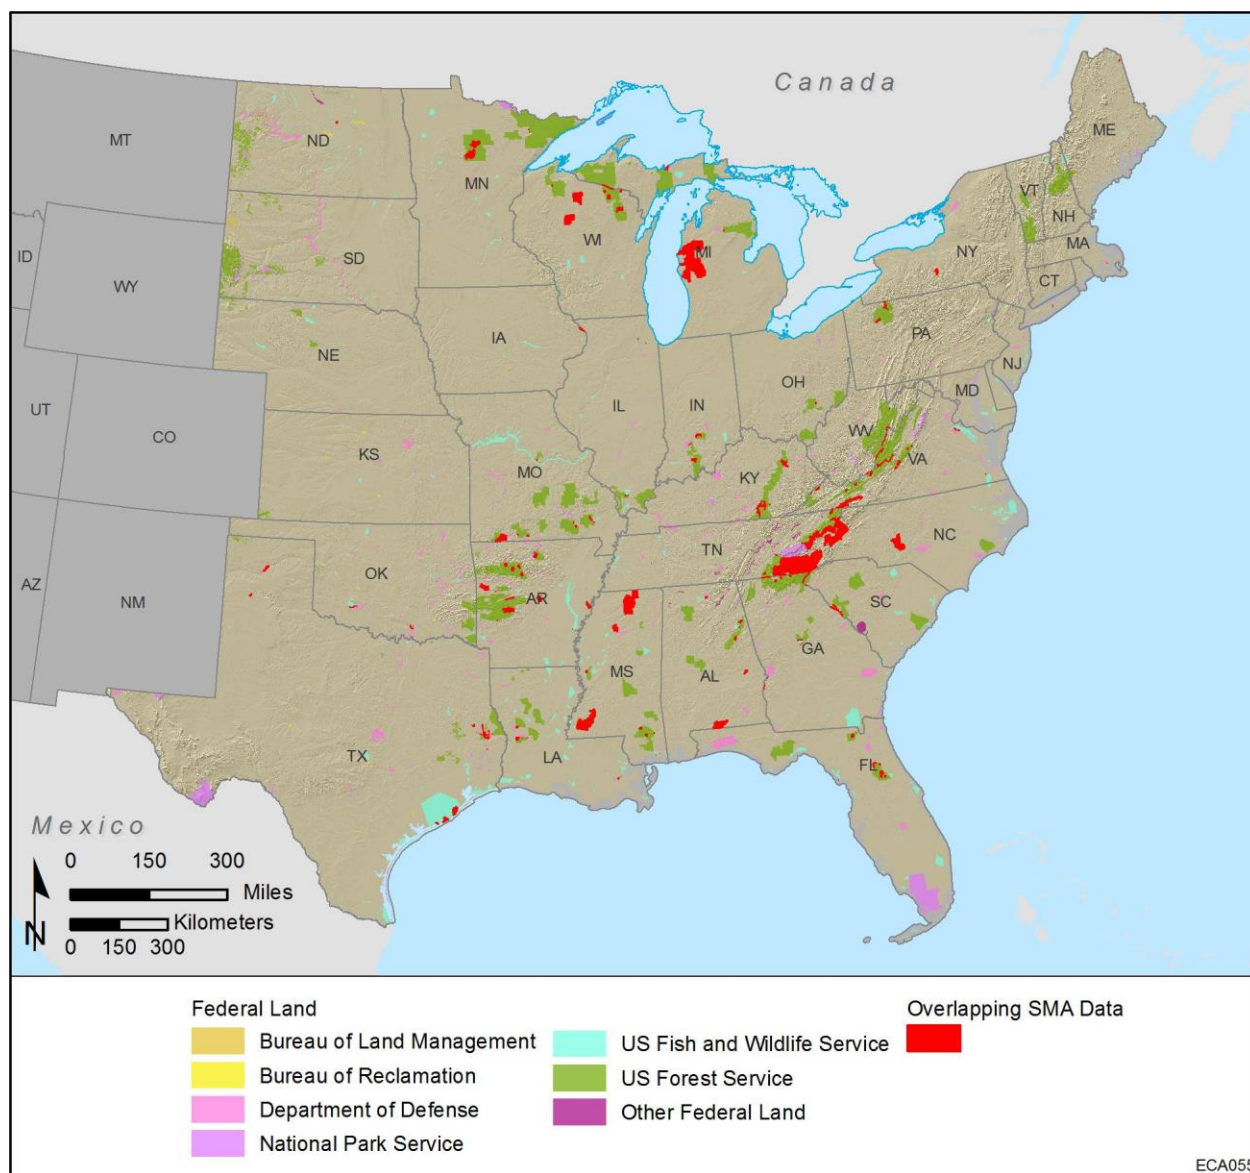 Canada
MT
ND
ME
MN
VT
ID
SD
WI
MI
NY
NH
WY
MA
CT
IA
PA
NE
NJ
OH
MD
UT
IL
IN
CO
WV
KS
MO
KY
VA
NC
TN
OK
AZ
NM
AR
SC
MS
AL
GA
TX
LA
FL
Mexico
0 150 300
Miles
Kilometers
0 150 300
N
Federal Land
Bureau of Land Management
Bureau of Reclamation
Department of Defense
National Park Service
US Fish and Wildlife Service
US Forest Service
Other Federal Land
Overlapping SMA Data
ECA055